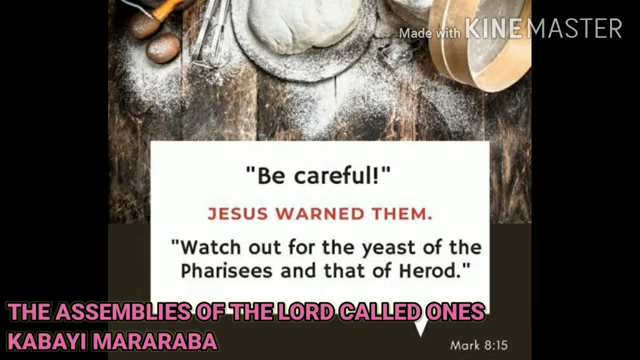 Made with KINEMASTER
"Be careful!"
JESUS WARNED THEM.
"Watch out for the yeast of the
Pharisees and that of Herod."
THE ASSEMBLIES OF THE LORD CALLED ONES
KABAYI MARARABA
Mark 8:15